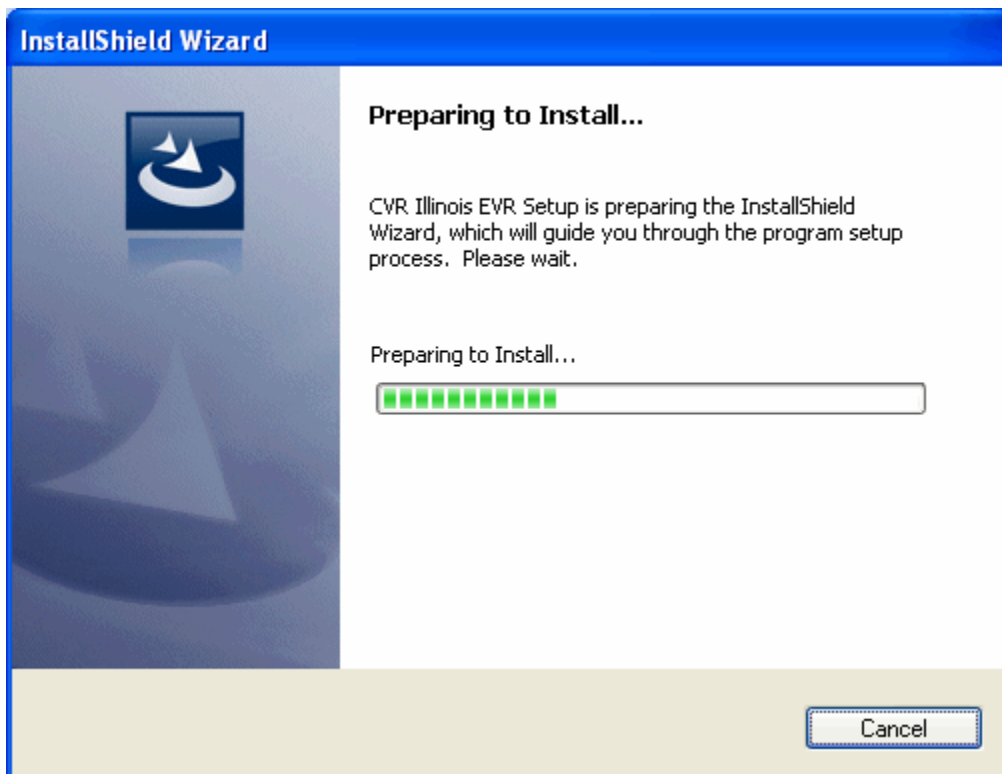 InstallShield Wizard
Preparing to Install...
CVR Illinois EVR Setup is preparing the InstallShield
Wizard, which will guide you through the program setup
process.  Please wait.
Preparing to Install...
Cancel